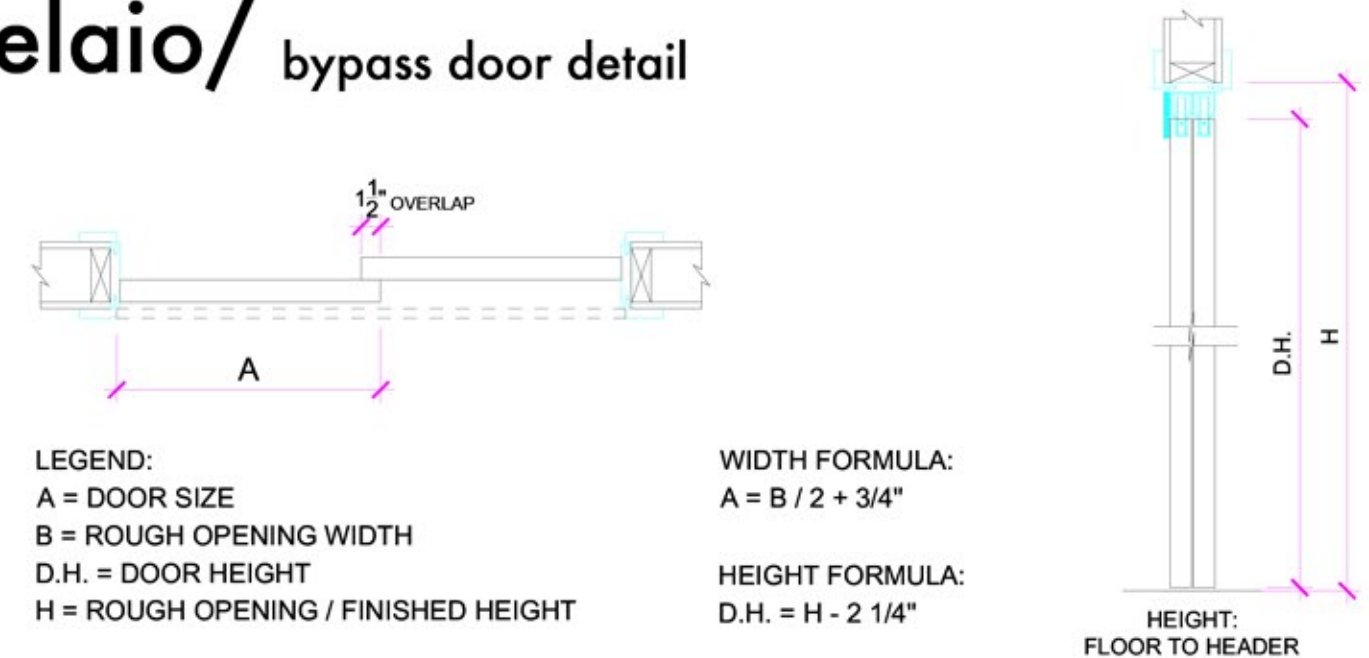 elaio/ bypass door detail
1 1/2" OVERLAP
A
D.H.
H
LEGEND:
A = DOOR SIZE
B = ROUGH OPENING WIDTH
D.H. = DOOR HEIGHT
H = ROUGH OPENING / FINISHED HEIGHT
WIDTH FORMULA:
A = B / 2 + 3/4"
HEIGHT FORMULA:
D.H. = H - 2 1/4"
HEIGHT:
FLOOR TO HEADER